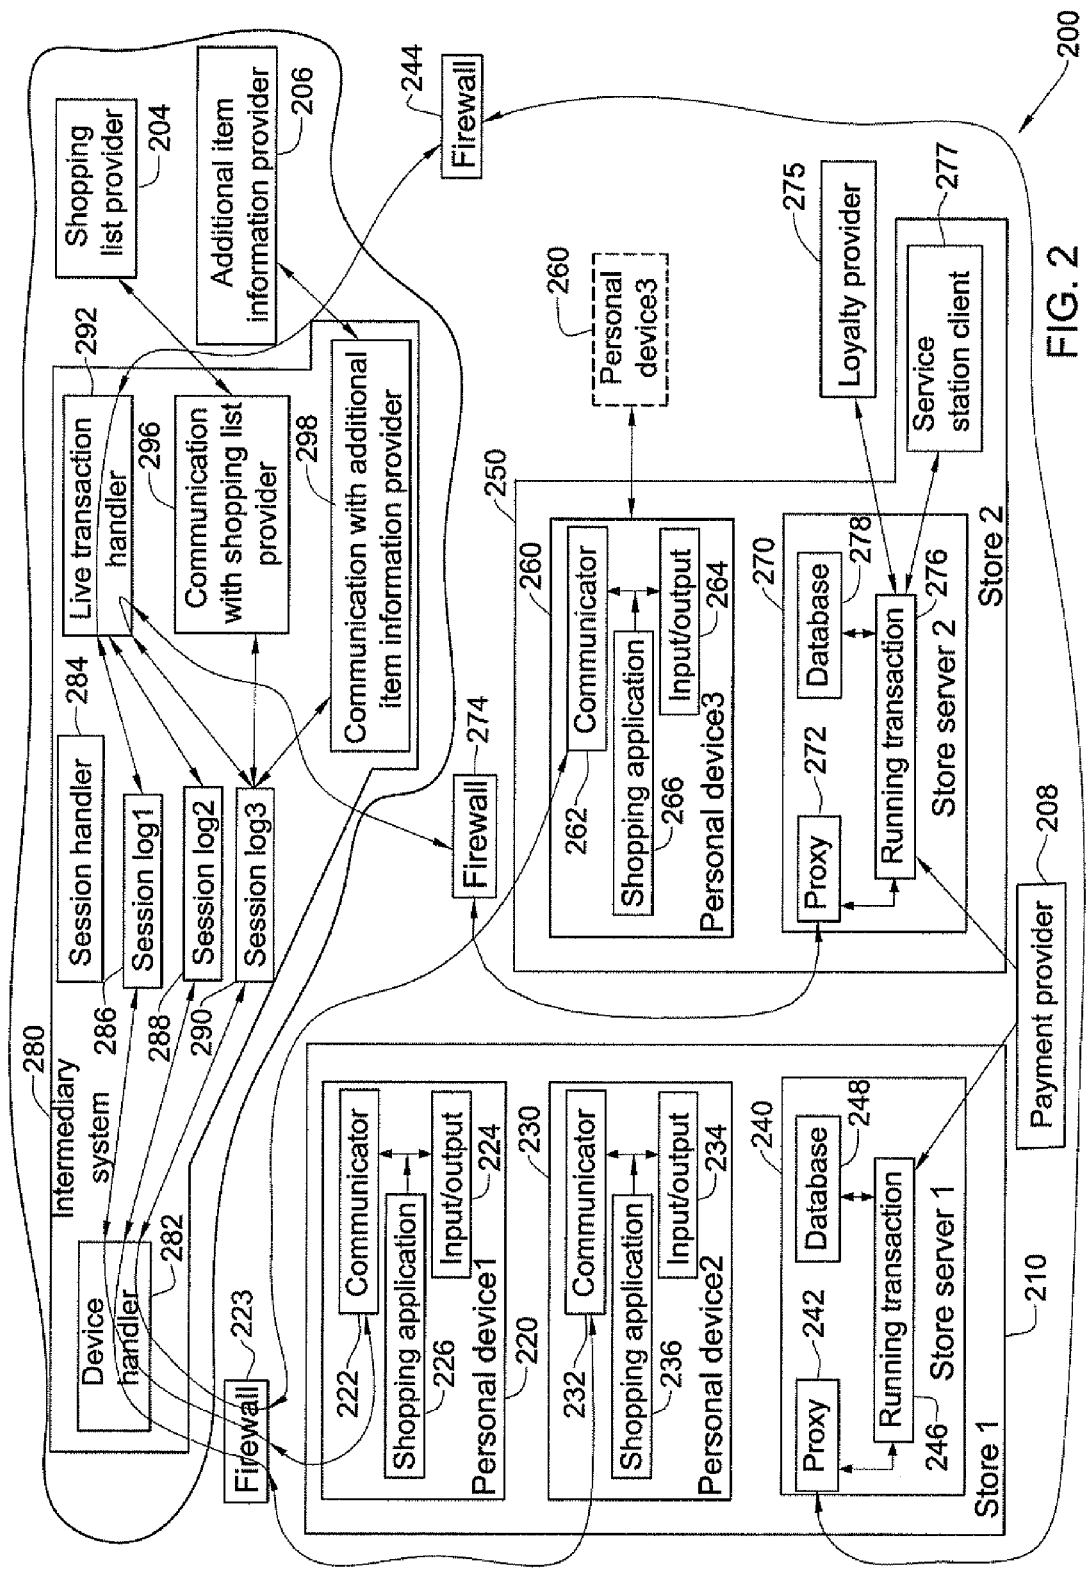 280
Intermediary
system
Device
handler
282
Session handler
284
Session log1
286
Session log2
288
Session log3
290
Live transaction
handler
292
Communication
with shopping list
provider
296
Communication with additional
item information provider
298
Shopping
list provider
204
Additional item
information provider
206
Firewall
223
Firewall
274
Firewall
244
Communicator
222
Shopping application
226
Input/output
224
Personal device1
220
Communicator
232
Shopping application
236
Input/output
234
Personal device2
230
Proxy
242
Database
248
240
Running transaction
246
Store server 1
Store 1
210
250
260
Communicator
262
Shopping application
266
Input/output
264
Personal device3
Personal
device3
260
270
Proxy
272
Database
278
Running transaction
276
Store server 2
Store 2
Loyalty provider
275
Service
station client
277
Payment provider
208
200
FIG. 2